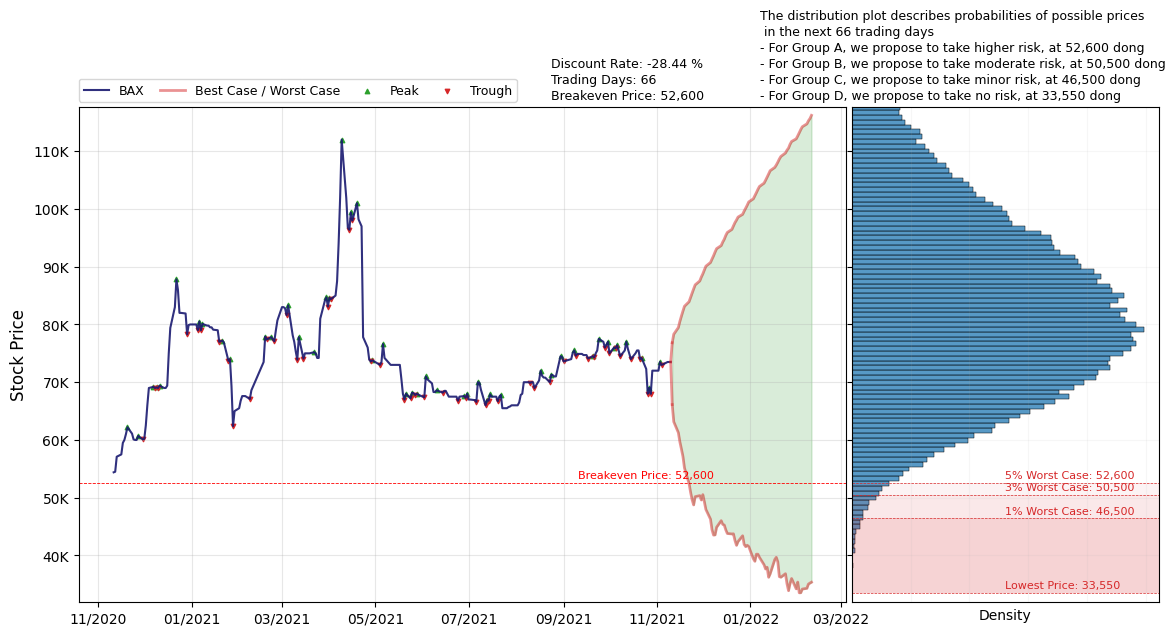 The distribution plot describes probabilities of possible prices
in the next 66 trading days
- For Group A, we propose to take higher risk, at 52,600 dong
- For Group B, we propose to take moderate risk, at 50,500 dong
- For Group C, we propose to take minor risk, at 46,500 dong
- For Group D, we propose to take no risk, at 33,550 dong
Discount Rate: -28.44 %
Trading Days: 66
Breakeven Price: 52,600
BAX
Best Case / Worst Case
Peak
Trough
Stock Price
110K
100K
90K
80K
70K
60K
50K
40K
Breakeven Price: 52,600
5% Worst Case: 52,600
3% Worst Case: 50,500
1% Worst Case: 46,500
Lowest Price: 33,550
11/2020
01/2021
03/2021
05/2021
07/2021
09/2021
11/2021
01/2022
03/2022
Density